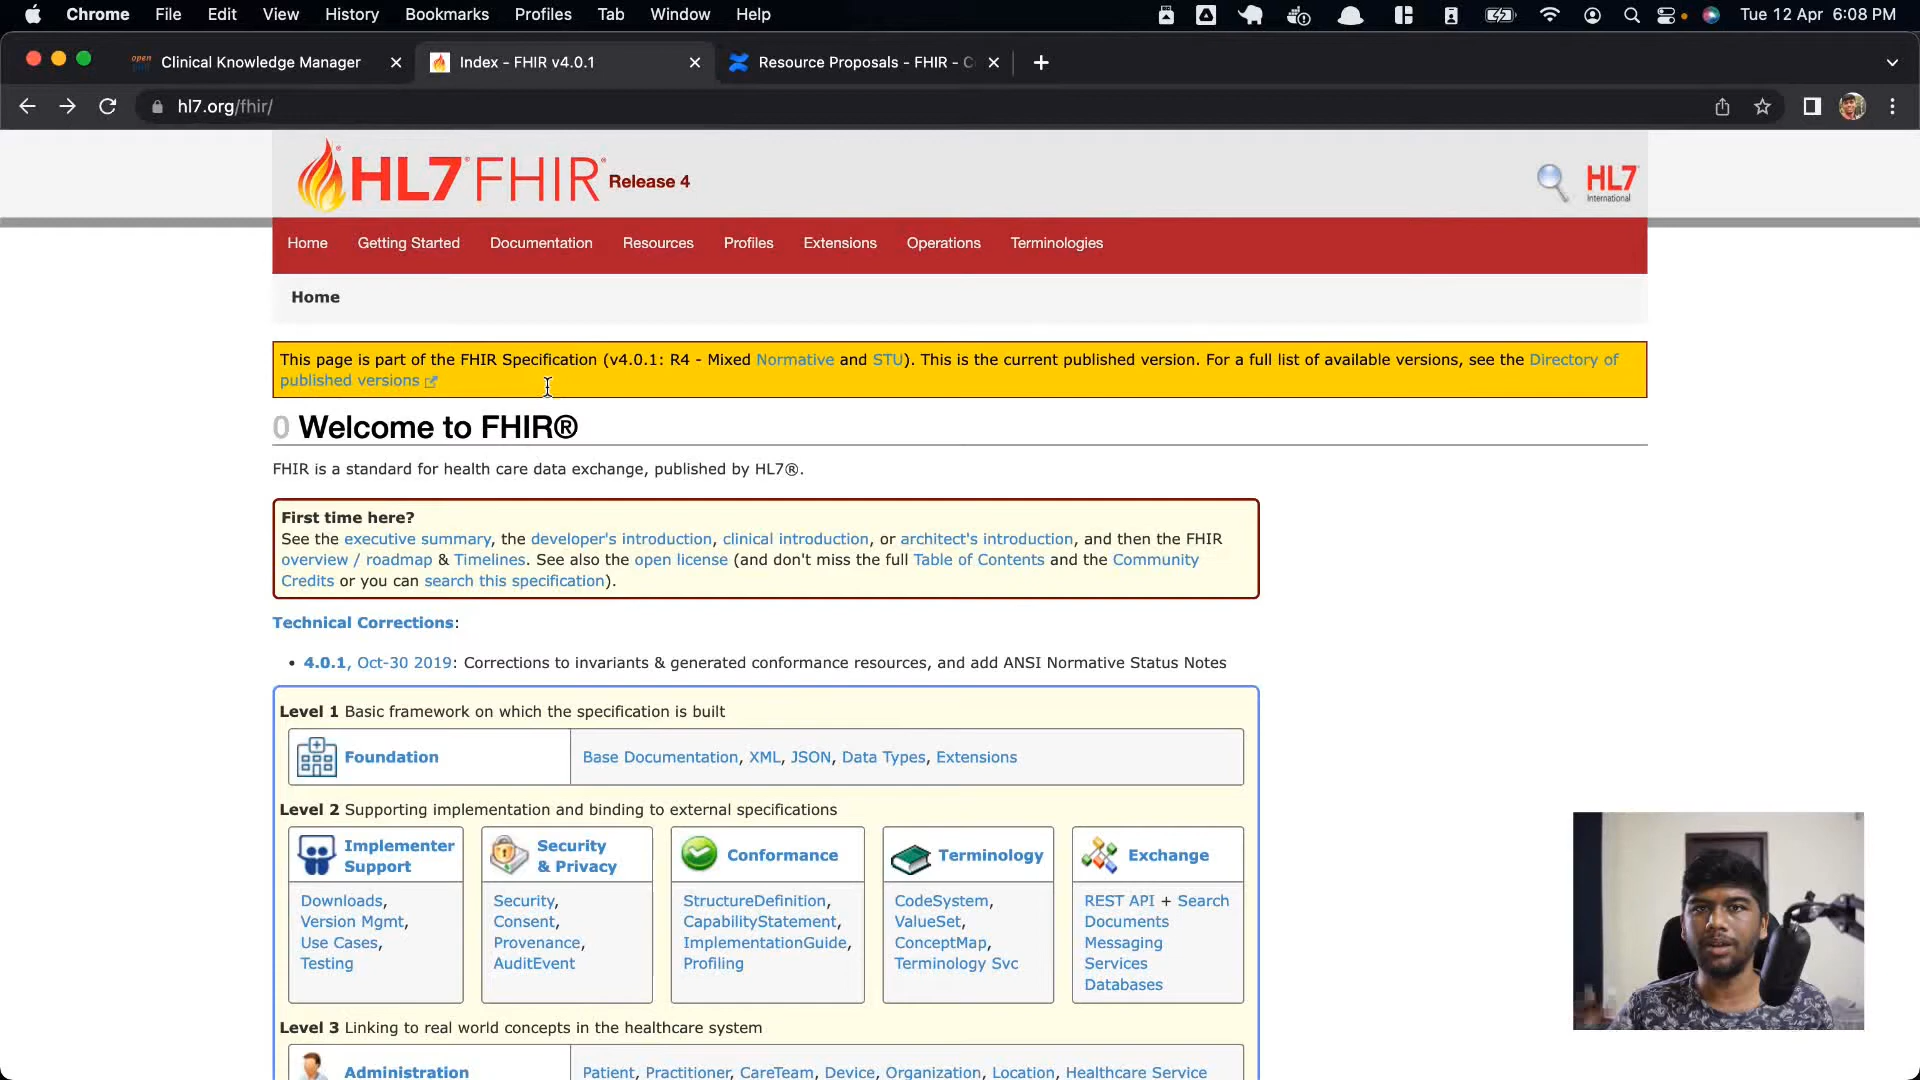 Chrome File Edit View History Bookmarks Profiles Tab Window Help Tue 12 Apr 6:08 PM
open Clinical Knowledge Manager Index - FHIR v4.0.1 Resource Proposals - FHIR - C
hl7.org/fhir/
HL7 FHIR Release 4 HL7 International
Home Getting Started Documentation Resources Profiles Extensions Operations Terminologies
Home
This page is part of the FHIR Specification (v4.0.1: R4 - Mixed Normative and STU). This is the current published version. For a full list of available versions, see the Directory of
published versions
0 Welcome to FHIR®
FHIR is a standard for health care data exchange, published by HL7®.
First time here?
See the executive summary, the developer's introduction, clinical introduction, or architect's introduction, and then the FHIR
overview / roadmap & Timelines. See also the open license (and don't miss the full Table of Contents and the Community
Credits or you can search this specification).
Technical Corrections:
• 4.0.1, Oct-30 2019: Corrections to invariants & generated conformance resources, and add ANSI Normative Status Notes
Level 1 Basic framework on which the specification is built
Foundation Base Documentation, XML, JSON, Data Types, Extensions
Level 2 Supporting implementation and binding to external specifications
Implementer
Support
Downloads,
Version Mgmt,
Use Cases,
Testing
Security
& Privacy
Security,
Consent,
Provenance,
AuditEvent
Conformance
StructureDefinition,
CapabilityStatement,
ImplementationGuide,
Profiling
Terminology
CodeSystem,
ValueSet,
ConceptMap,
Terminology Svc
Exchange
REST API + Search
Documents
Messaging
Services
Databases
Level 3 Linking to real world concepts in the healthcare system
Administration Patient, Practitioner, CareTeam, Device, Organization, Location, Healthcare Service